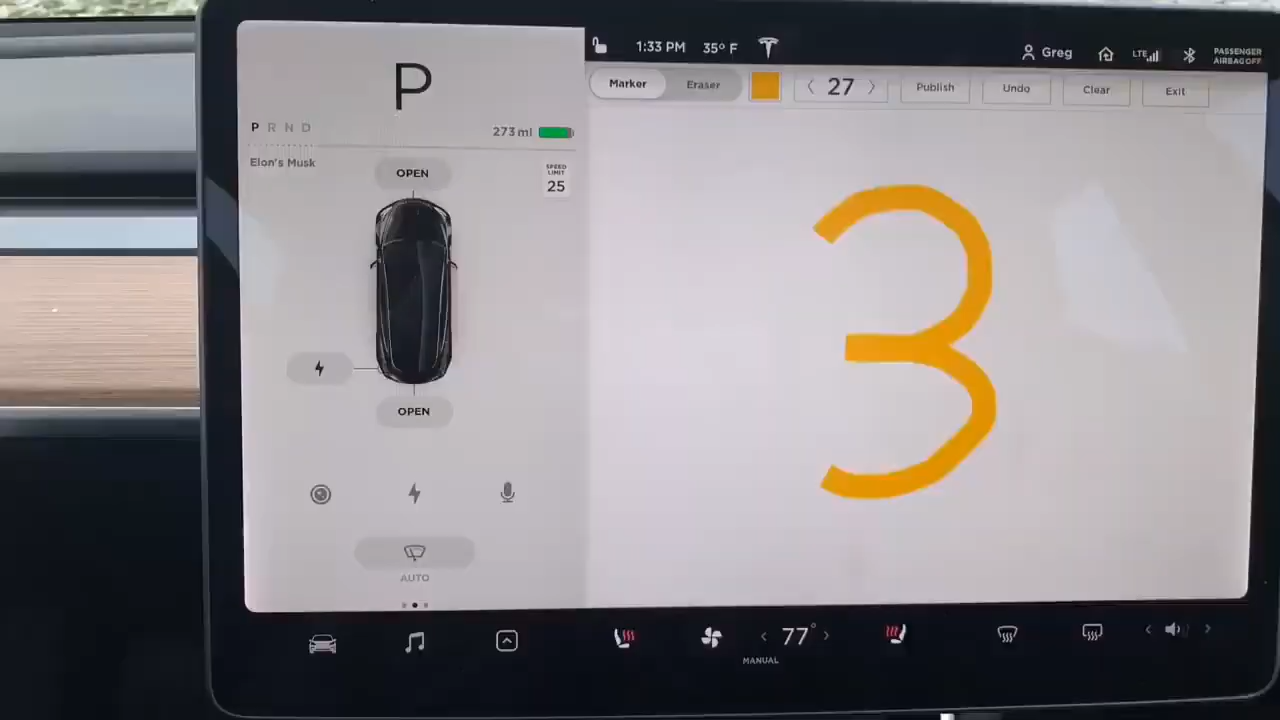 P
1:33 PM 35° F
Greg
LTE
PASSENGER
AIRBAG OFF
Marker
Eraser
27
Publish
Undo
Clear
Exit
P R N D
273 mi
Elon's Musk
SPEED
LIMIT
25
OPEN
OPEN
AUTO
3
77°
MANUAL